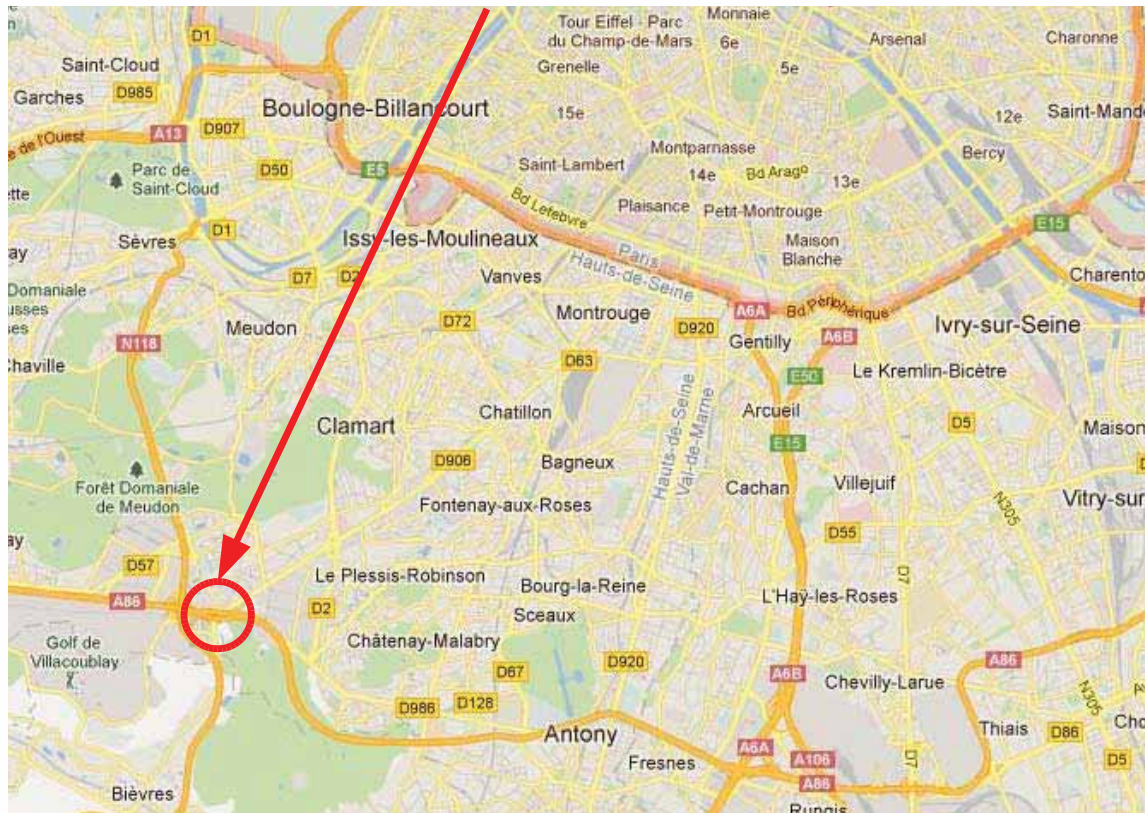 Tour Eiffel - Parc
du Champ-de-Mars
Monnaie
6e
Arsenal
Charonne
D1
Saint-Cloud
Grenelle
5e
Garches
D985
Boulogne-Billancourt
15e
12e
Saint-Mand
A13
D907
e de l'Ouest
Montparnasse
Bercy
D50
Parc de
Saint-Cloud
E5
Saint-Lambert
14e
Bd Arago
13e
ette
Bd Lefebvre
Plaisance
Petit-Montrouge
D1
E15
Sèvres
Issy-les-Moulineaux
Paris
Hauts-de-Seine
Maison
Blanche
ay
D7
D2
Vanves
Charento
Domaniale
usses
ses
Meudon
D72
Montrouge
A6A
Bd Périphérique
D920
A6B
Ivry-sur-Seine
N118
Gentilly
Chaville
D63
E50
Le Kremlin-Bicètre
Hauts-de-Seine
Val-de-Marne
Chatillon
Arcueil
D5
Clamart
E15
Maison
D906
Bagneux
Forêt Domaniale
de Meudon
Cachan
Villejuif
N305
Vitry-sur
Fontenay-aux-Roses
ay
D55
D57
Le Plessis-Robinson
Bourg-la-Reine
D7
A86
D2
Sceaux
L'Haÿ-les-Roses
Golf de
Villacoublay
Châtenay-Malabry
D920
A86
D67
A6B
Chevilly-Larue
N305
D986
D128
Antony
Thiais
D86
Cho
A6A
A106
D7
D5
Fresnes
A86
Bièvres
Rungis